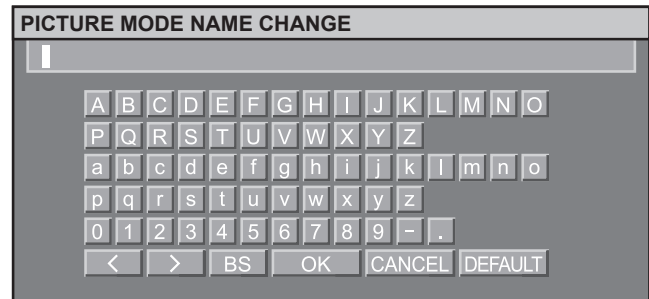 PICTURE MODE NAME CHANGE
A B C D E F G H I J K L M N O
P Q R S T U V W X Y Z
a b c d e f g h i j k l m n o
p q r s t u v w x y z
0 1 2 3 4 5 6 7 8 9 - .
< > BS OK CANCEL DEFAULT